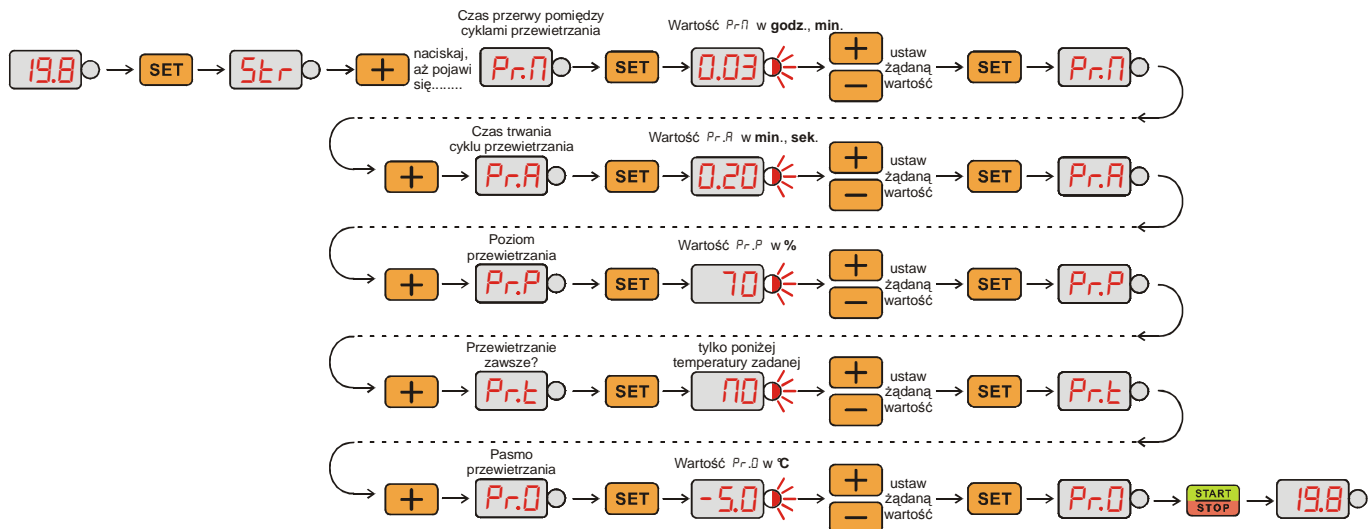 Czas przerwy pomiędzy
cyklami przewietrzania
Wartość Pr.П w godz., min.
19.8 SET Str + naciskaj,
aż pojawi
się........
Pr.П SET 0.03 + − ustaw
żądaną
wartość
SET Pr.П
Czas trwania
cyklu przewietrzania
Wartość Pr.A w min., sek.
+ Pr.A SET 0.20 + − ustaw
żądaną
wartość
SET Pr.A
Poziom
przewietrzania
Wartość Pr.P w %
+ Pr.P SET 70 + − ustaw
żądaną
wartość
SET Pr.P
Przewietrzanie
zawsze?
tylko poniżej
temperatury zadanej
+ Pr.t SET ПO + − ustaw
żądaną
wartość
SET Pr.t
Pasmo
przewietrzania
Wartość Pr.0 w °C
+ Pr.0 SET -5.0 + − ustaw
żądaną
wartość
SET Pr.0 START
STOP
19.8